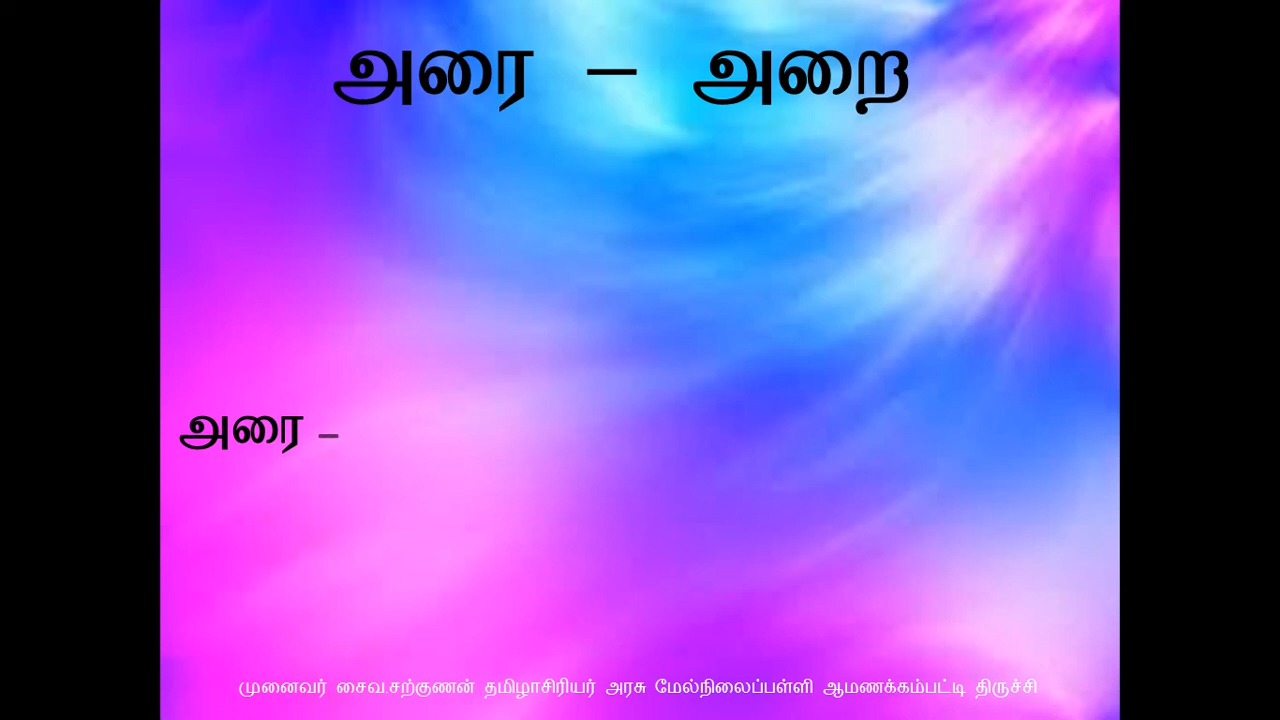 அரை – அறை
அரை –
முனைவர் சைவ.சற்குணன் தமிழாசிரியர் அரசு மேல்நிலைப்பள்ளி ஆமணக்கம்பட்டி திருச்சி